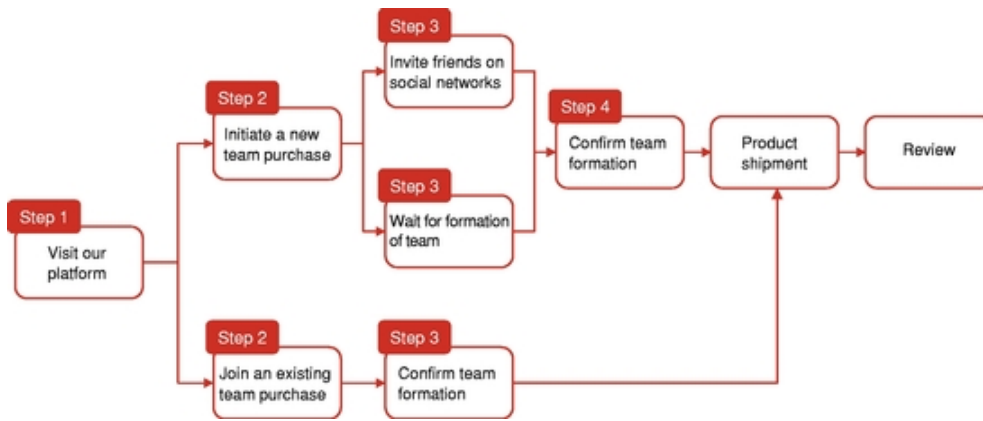 Step 1
Visit our
platform
Step 2
Initiate a new
team purchase
Step 3
Invite friends on
social networks
Step 3
Wait for formation
of team
Step 4
Confirm team
formation
Product
shipment
Review
Step 2
Join an existing
team purchase
Step 3
Confirm team
formation